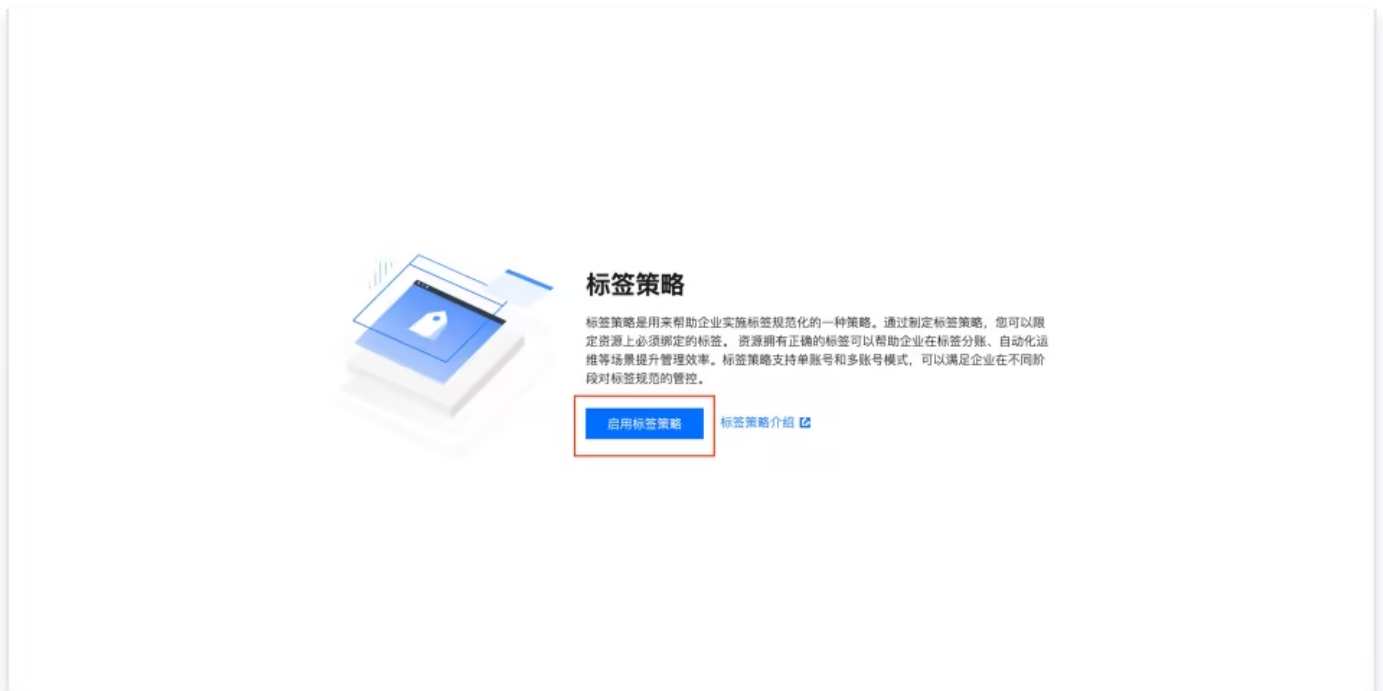 标签策略
标签策略是用来帮助企业实施标签规范化的一种策略。通过制定标签策略，您可以限
定资源上必须绑定的标签。 资源拥有正确的标签可以帮助企业在标签分账、自动化运
维等场景提升管理效率。标签策略支持单账号和多账号模式，可以满足企业在不同阶
段对标签规范的管控。
启用标签策略 标签策略介绍